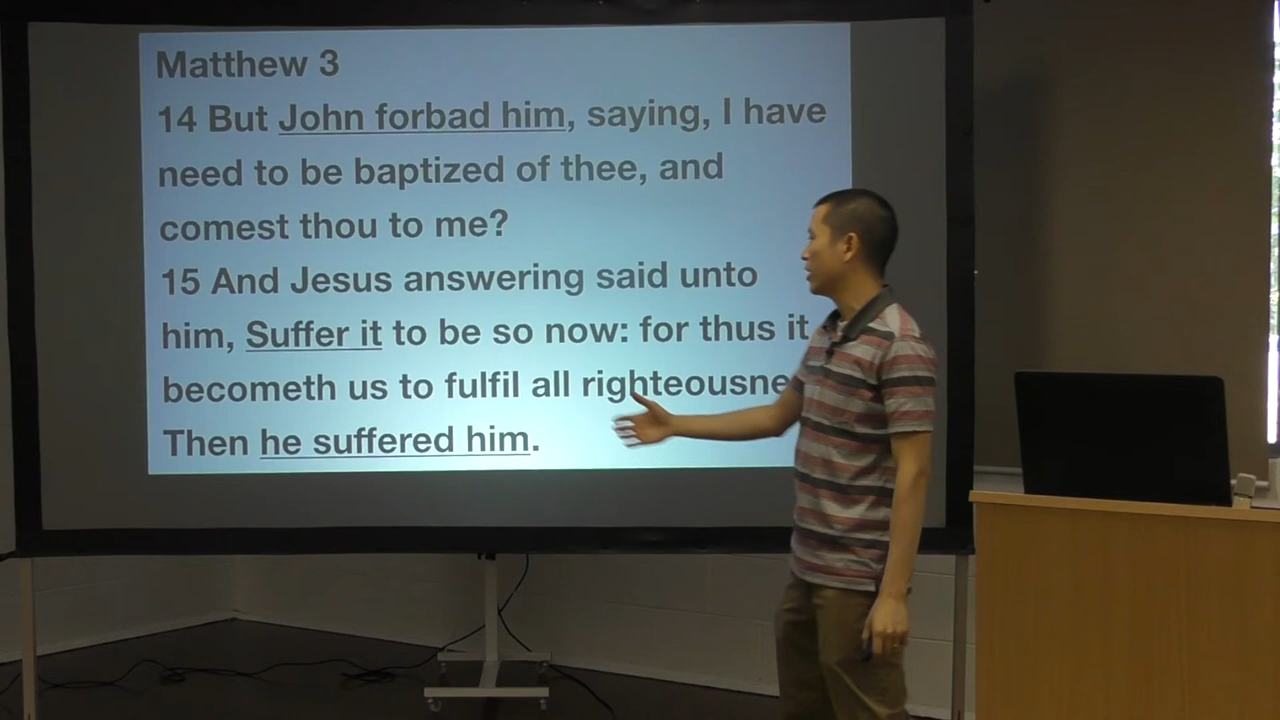 Matthew 3
14 But John forbad him, saying, I have
need to be baptized of thee, and
comest thou to me?
15 And Jesus answering said unto
him, Suffer it to be so now: for thus it
becometh us to fulfil all righteousne
Then he suffered him.